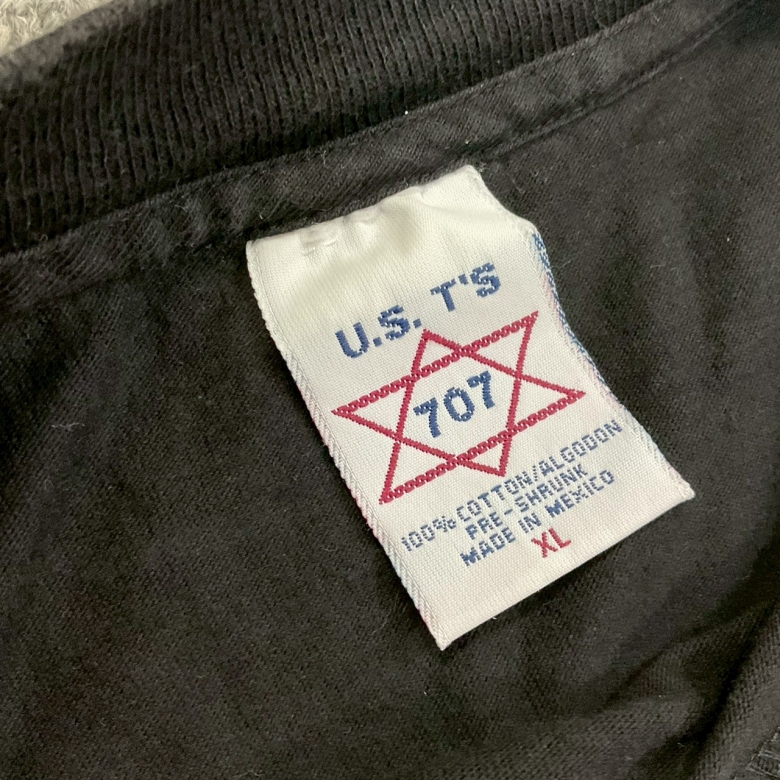 U.S. T'S
707
100% COTTON/ALGODON
PRE-SHRUNK
MADE IN MEXICO
XL